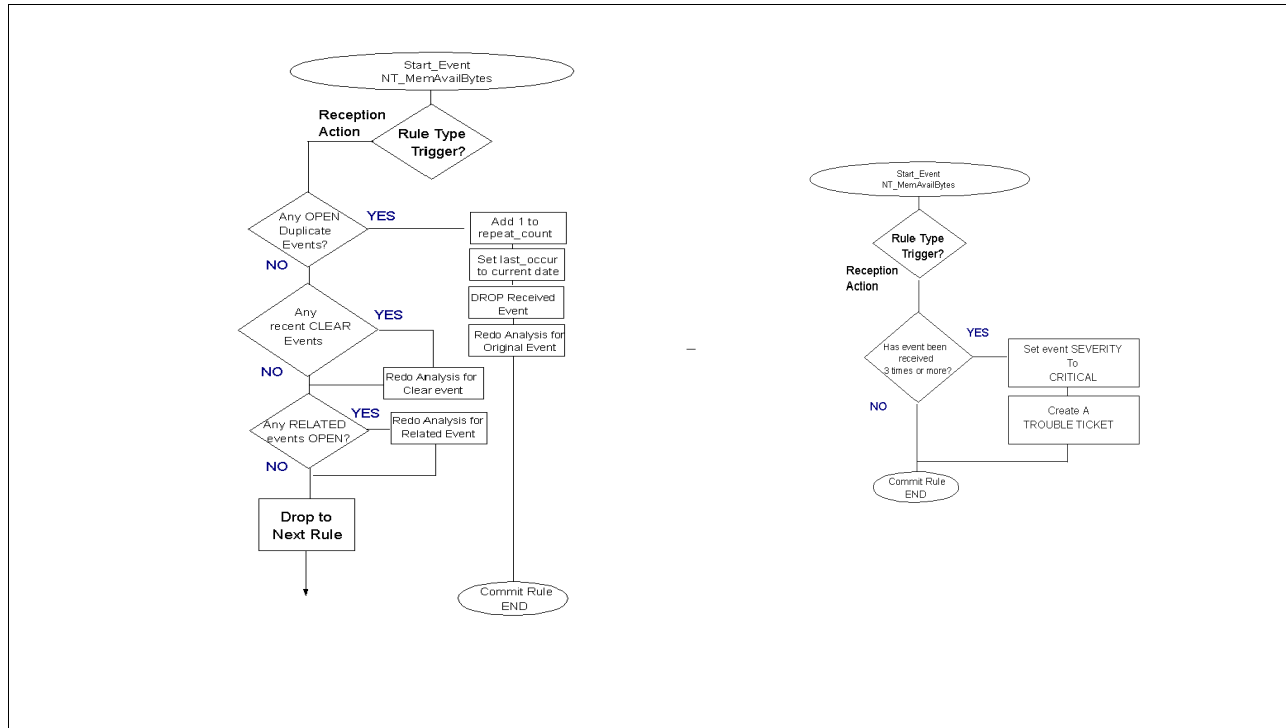 Start_Event
NT_MemAvailBytes
Reception
Action
Rule Type
Trigger?
Any OPEN
Duplicate
Events?
YES
NO
Add 1 to
repeat_count
Set last_occur
to current date
DROP Received
Event
Redo Analysis for
Original Event
Any
recent CLEAR
Events
YES
NO
Redo Analysis for
Clear event
Any RELATED
events OPEN?
YES
NO
Redo Analysis for
Related Event
Drop to
Next Rule
Commit Rule
END
–
Start_Event
NT_MemAvailBytes
Rule Type
Trigger?
Reception
Action
Has event been
received
3 times or more?
YES
NO
Set event SEVERITY
To
CRITICAL
Create A
TROUBLE TICKET
Commit Rule
END